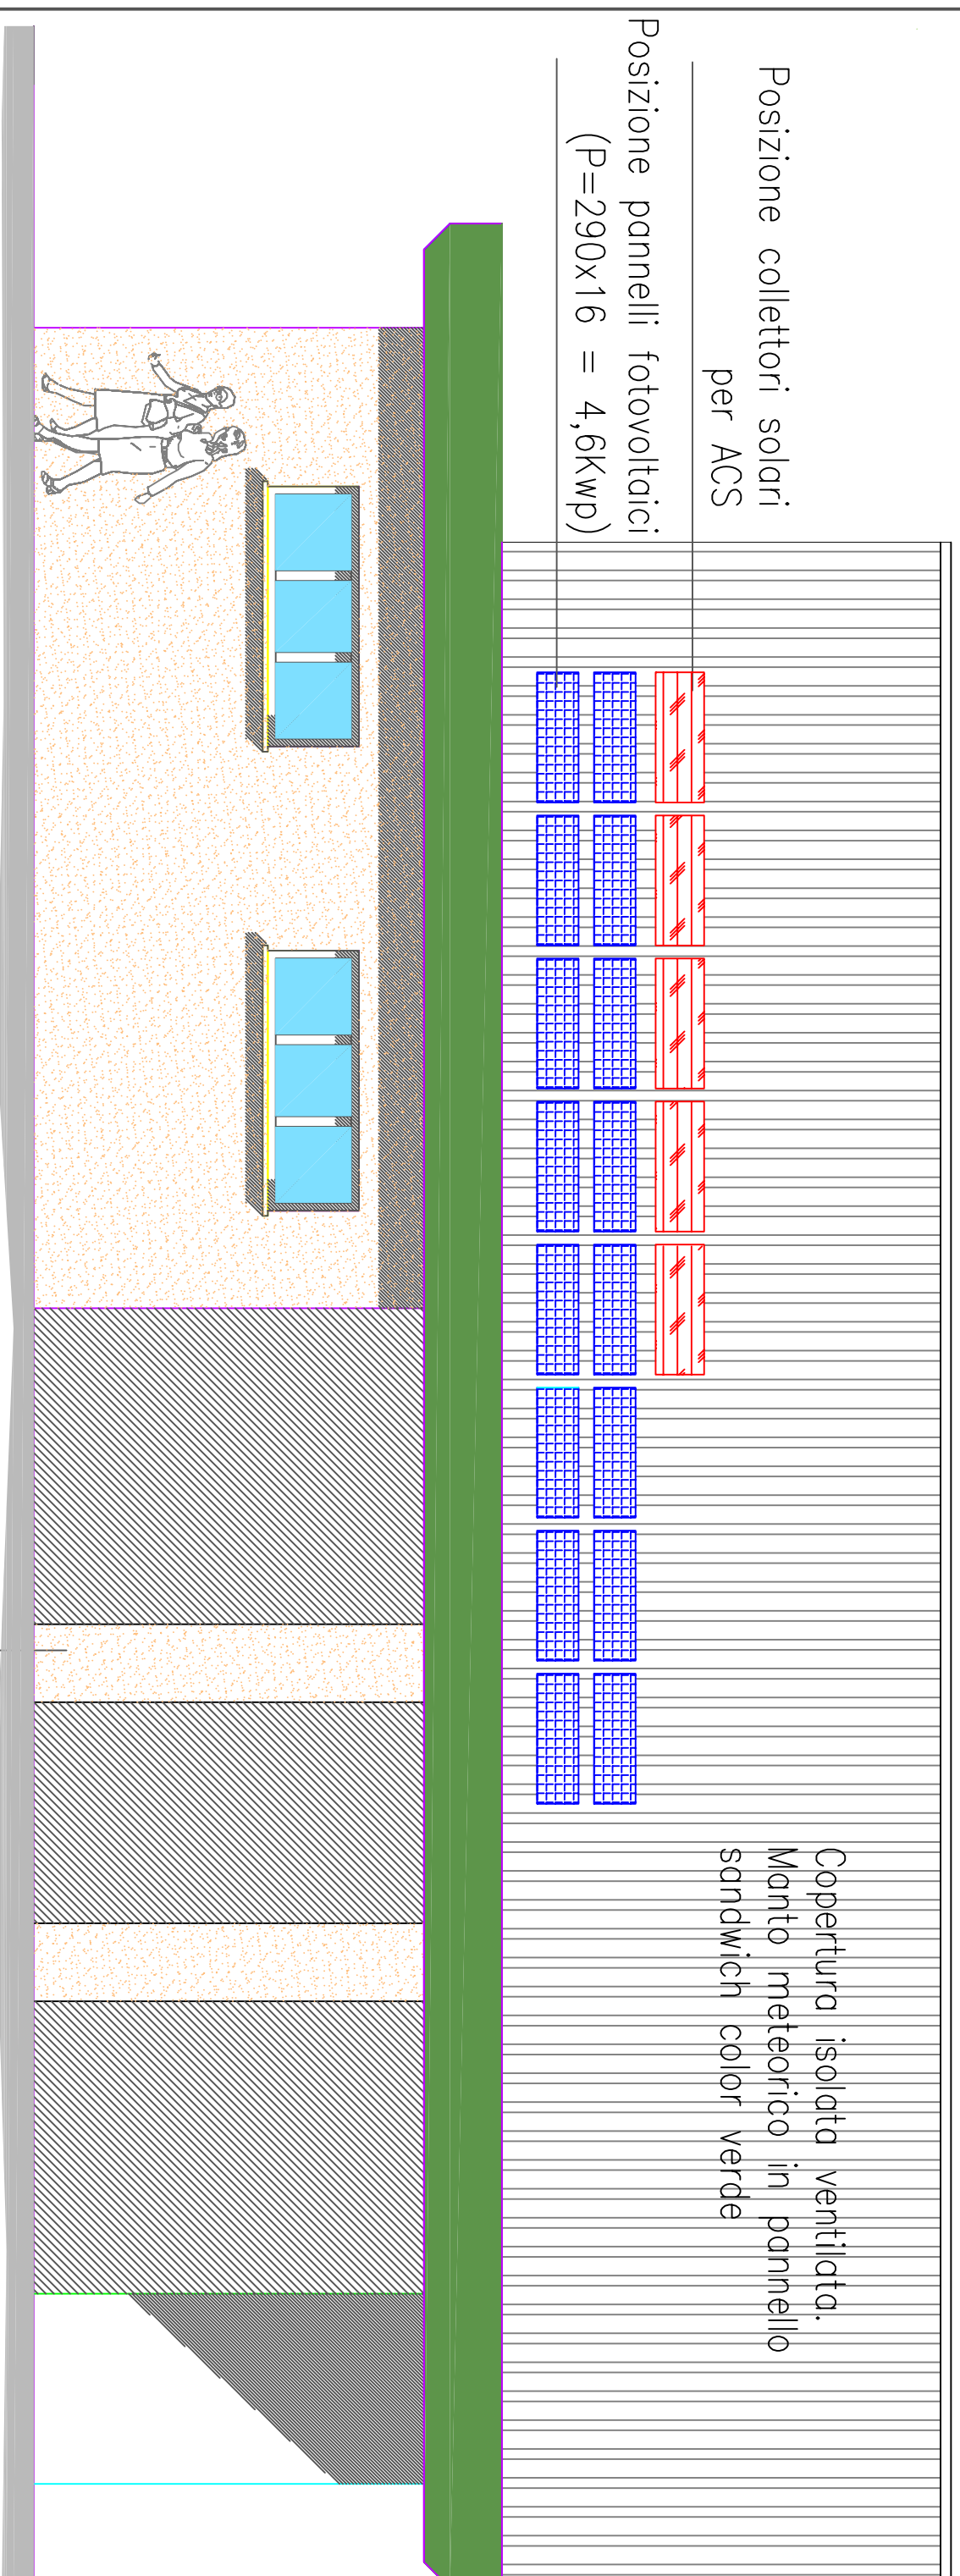 Posizione collettori solari
per ACS
Posizione pannelli fotovoltaici
(P=290x16 = 4,6Kwp)
Copertura isolata ventilata.
Manto meteorico in pannello
sandwich color verde